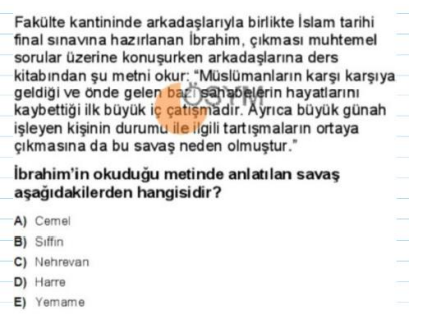 Fakülte kantininde arkadaşlarıyla birlikte İslam tarihi
final sınavına hazırlanan İbrahim, çıkması muhtemel
sorular üzerine konuşurken arkadaşlarına ders
kitabından şu metni okur: “Müslümanların karşı karşıya
geldiği ve önde gelen bazı sahabelerin hayatlarını
kaybettiği ilk büyük iç çatışmadır. Ayrıca büyük günah
işleyen kişinin durumu ile ilgili tartışmaların ortaya
çıkmasına da bu savaş neden olmuştur.”
İbrahim’in okuduğu metinde anlatılan savaş
aşağıdakilerden hangisidir?
A) Cemel
B) Sıffin
C) Nehrevan
D) Harre
E) Yemame
ÖSYM